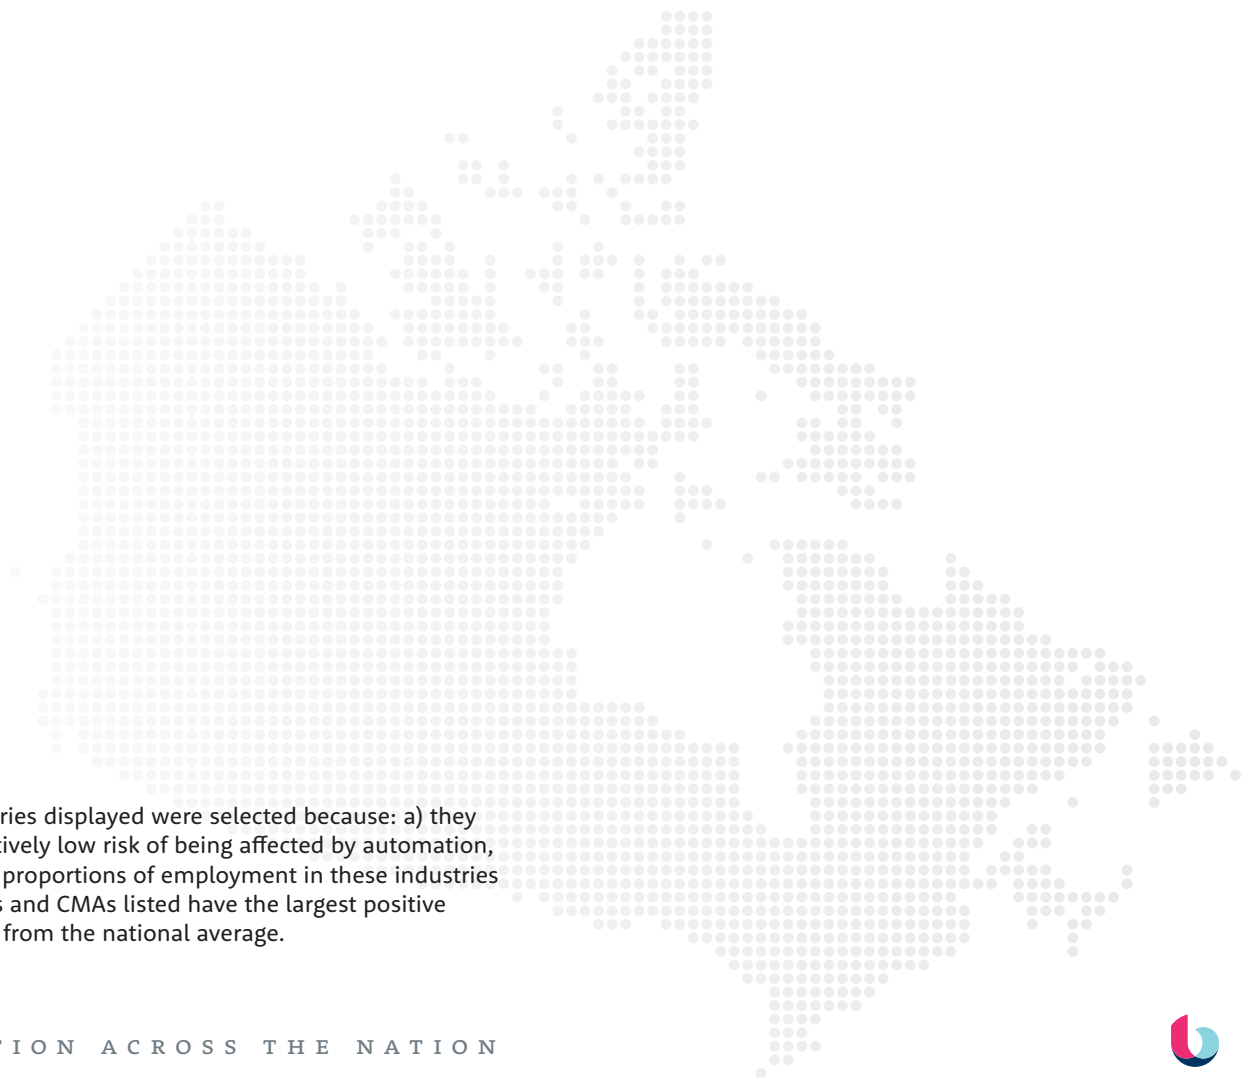 ries displayed were selected because: a) they
tively low risk of being affected by automation,
proportions of employment in these industries
s and CMAs listed have the largest positive
from the national average.
TION ACROSS THE NATION